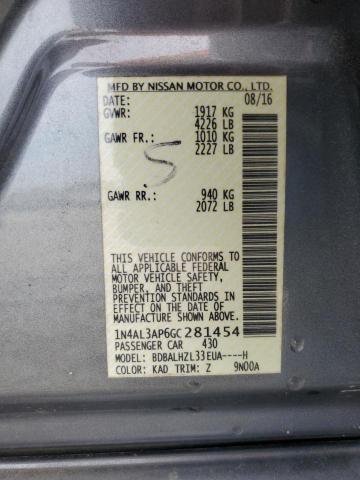 MFD BY NISSAN MOTOR CO., LTD.
DATE: 08/16
GVWR: 1917 KG
4226 LB
GAWR FR.: 1010 KG
2227 LB
5
GAWR RR.: 940 KG
2072 LB
THIS VEHICLE CONFORMS TO
ALL APPLICABLE FEDERAL
MOTOR VEHICLE SAFETY,
BUMPER, AND THEFT
PREVENTION STANDARDS IN
EFFECT ON THE DATE OF
MANUFACTURE SHOWN ABOVE.
1N4AL3AP6GC281454
PASSENGER CAR 430
MODEL: BDBALHZL33EUA----H
COLOR: KAD TRIM: Z 9N00A